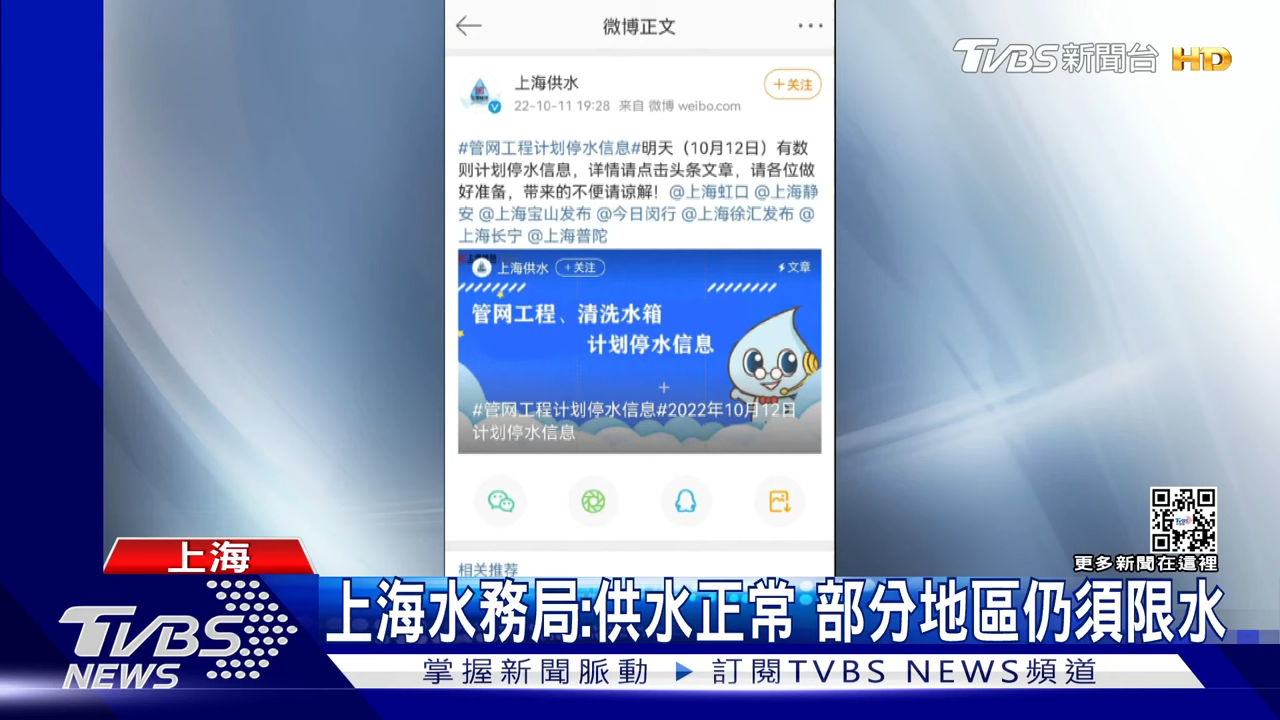 微博正文
TVBS新聞台 HD
上海供水
+关注
22-10-11 19:28 来自 微博 weibo.com
#管网工程计划停水信息#明天（10月12日）有数
则计划停水信息，详情请点击头条文章，请各位做
好准备，带来的不便请谅解！@上海虹口 @上海静
安 @上海宝山发布 @今日闵行 @上海徐汇发布 @
上海长宁 @上海普陀
上海供水 +关注
文章
管网工程、清洗水箱
计划停水信息
#管网工程计划停水信息#2022年10月12日
计划停水信息
相关推荐
更多新聞在這裡
上海
上海水務局:供水正常 部分地區仍須限水
TVBS
NEWS
掌握新聞脈動 ▶ 訂閱TVBS NEWS頻道